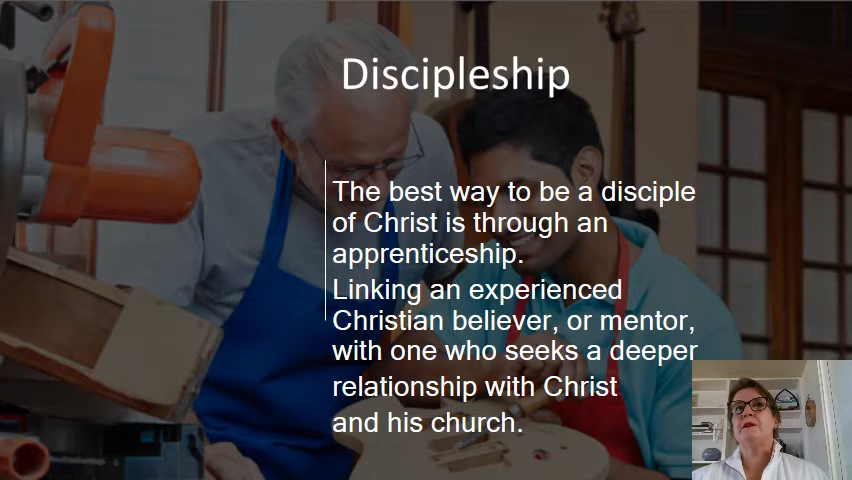 Discipleship
The best way to be a disciple
of Christ is through an
apprenticeship.
Linking an experienced
Christian believer, or mentor,
with one who seeks a deeper
relationship with Christ
and his church.